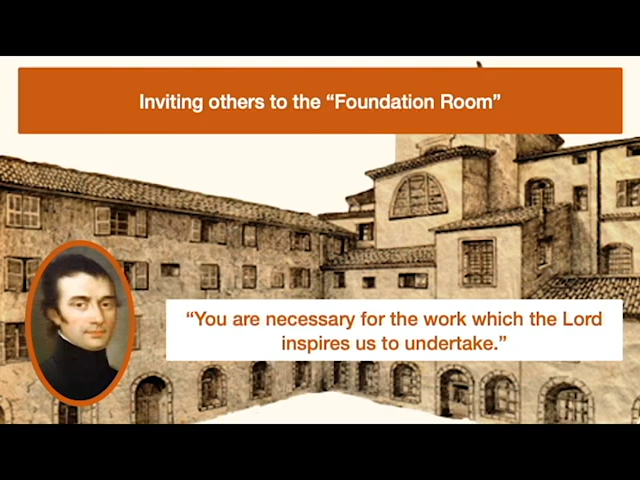 Inviting others to the “Foundation Room”
“You are necessary for the work which the Lord
inspires us to undertake.”